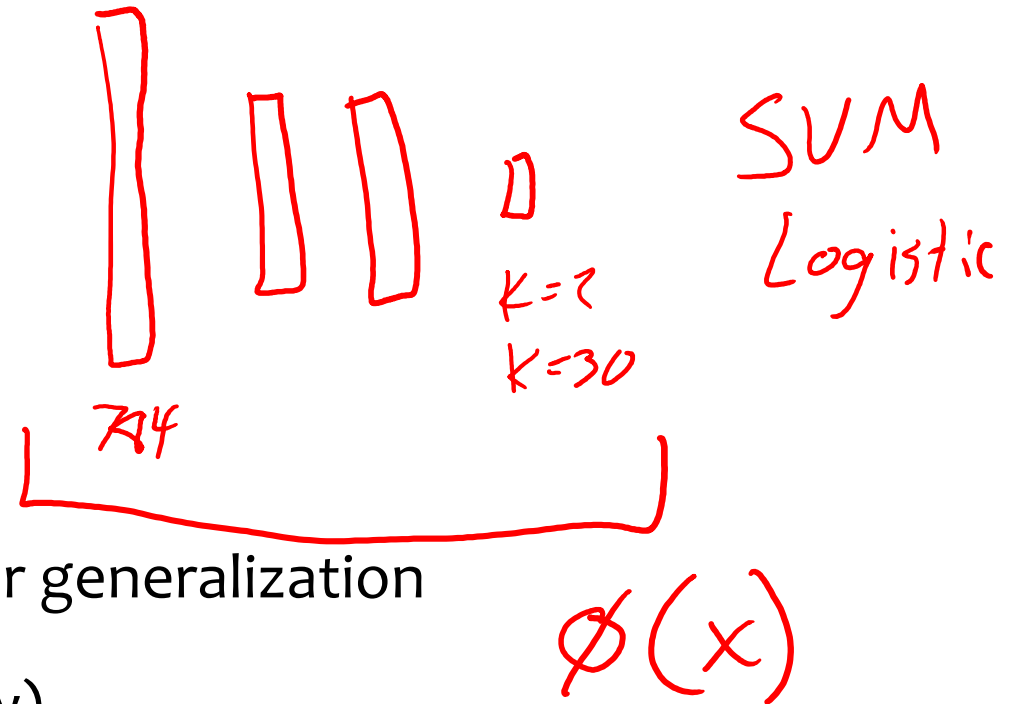 SVM
Logistic
K=2
K=30
784
r generalization
ϕ(x)